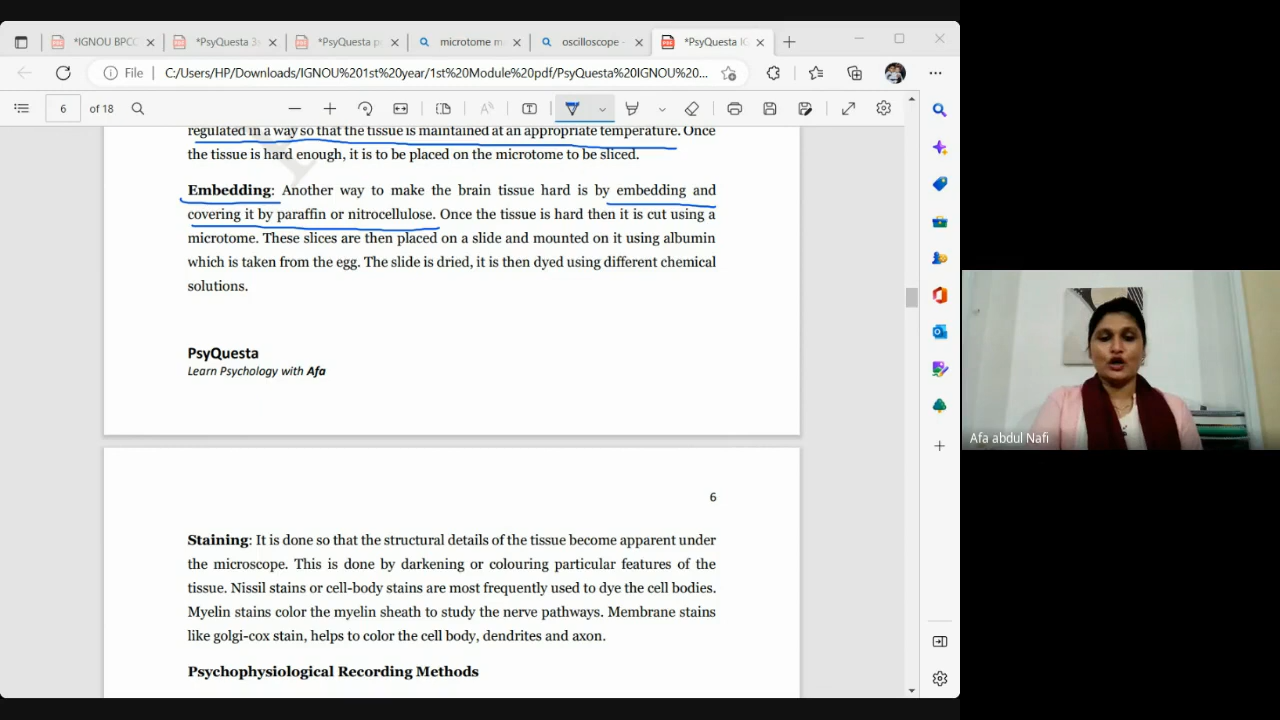 *IGNOU BPCC
*PsyQuesta 3
*PsyQuesta p
microtome m
oscilloscope -
*PsyQuesta IG
File
C:/Users/HP/Downloads/IGNOU%201st%20year/1st%20Module%20pdf/PsyQuesta%20IGNOU%20...
6 of 18
regulated in a way so that the tissue is maintained at an appropriate temperature. Once
the tissue is hard enough, it is to be placed on the microtome to be sliced.
Embedding: Another way to make the brain tissue hard is by embedding and
covering it by paraffin or nitrocellulose. Once the tissue is hard then it is cut using a
microtome. These slices are then placed on a slide and mounted on it using albumin
which is taken from the egg. The slide is dried, it is then dyed using different chemical
solutions.
PsyQuesta
Learn Psychology with Afa
6
Staining: It is done so that the structural details of the tissue become apparent under
the microscope. This is done by darkening or colouring particular features of the
tissue. Nissil stains or cell-body stains are most frequently used to dye the cell bodies.
Myelin stains color the myelin sheath to study the nerve pathways. Membrane stains
like golgi-cox stain, helps to color the cell body, dendrites and axon.
Psychophysiological Recording Methods
Afa abdul Nafi